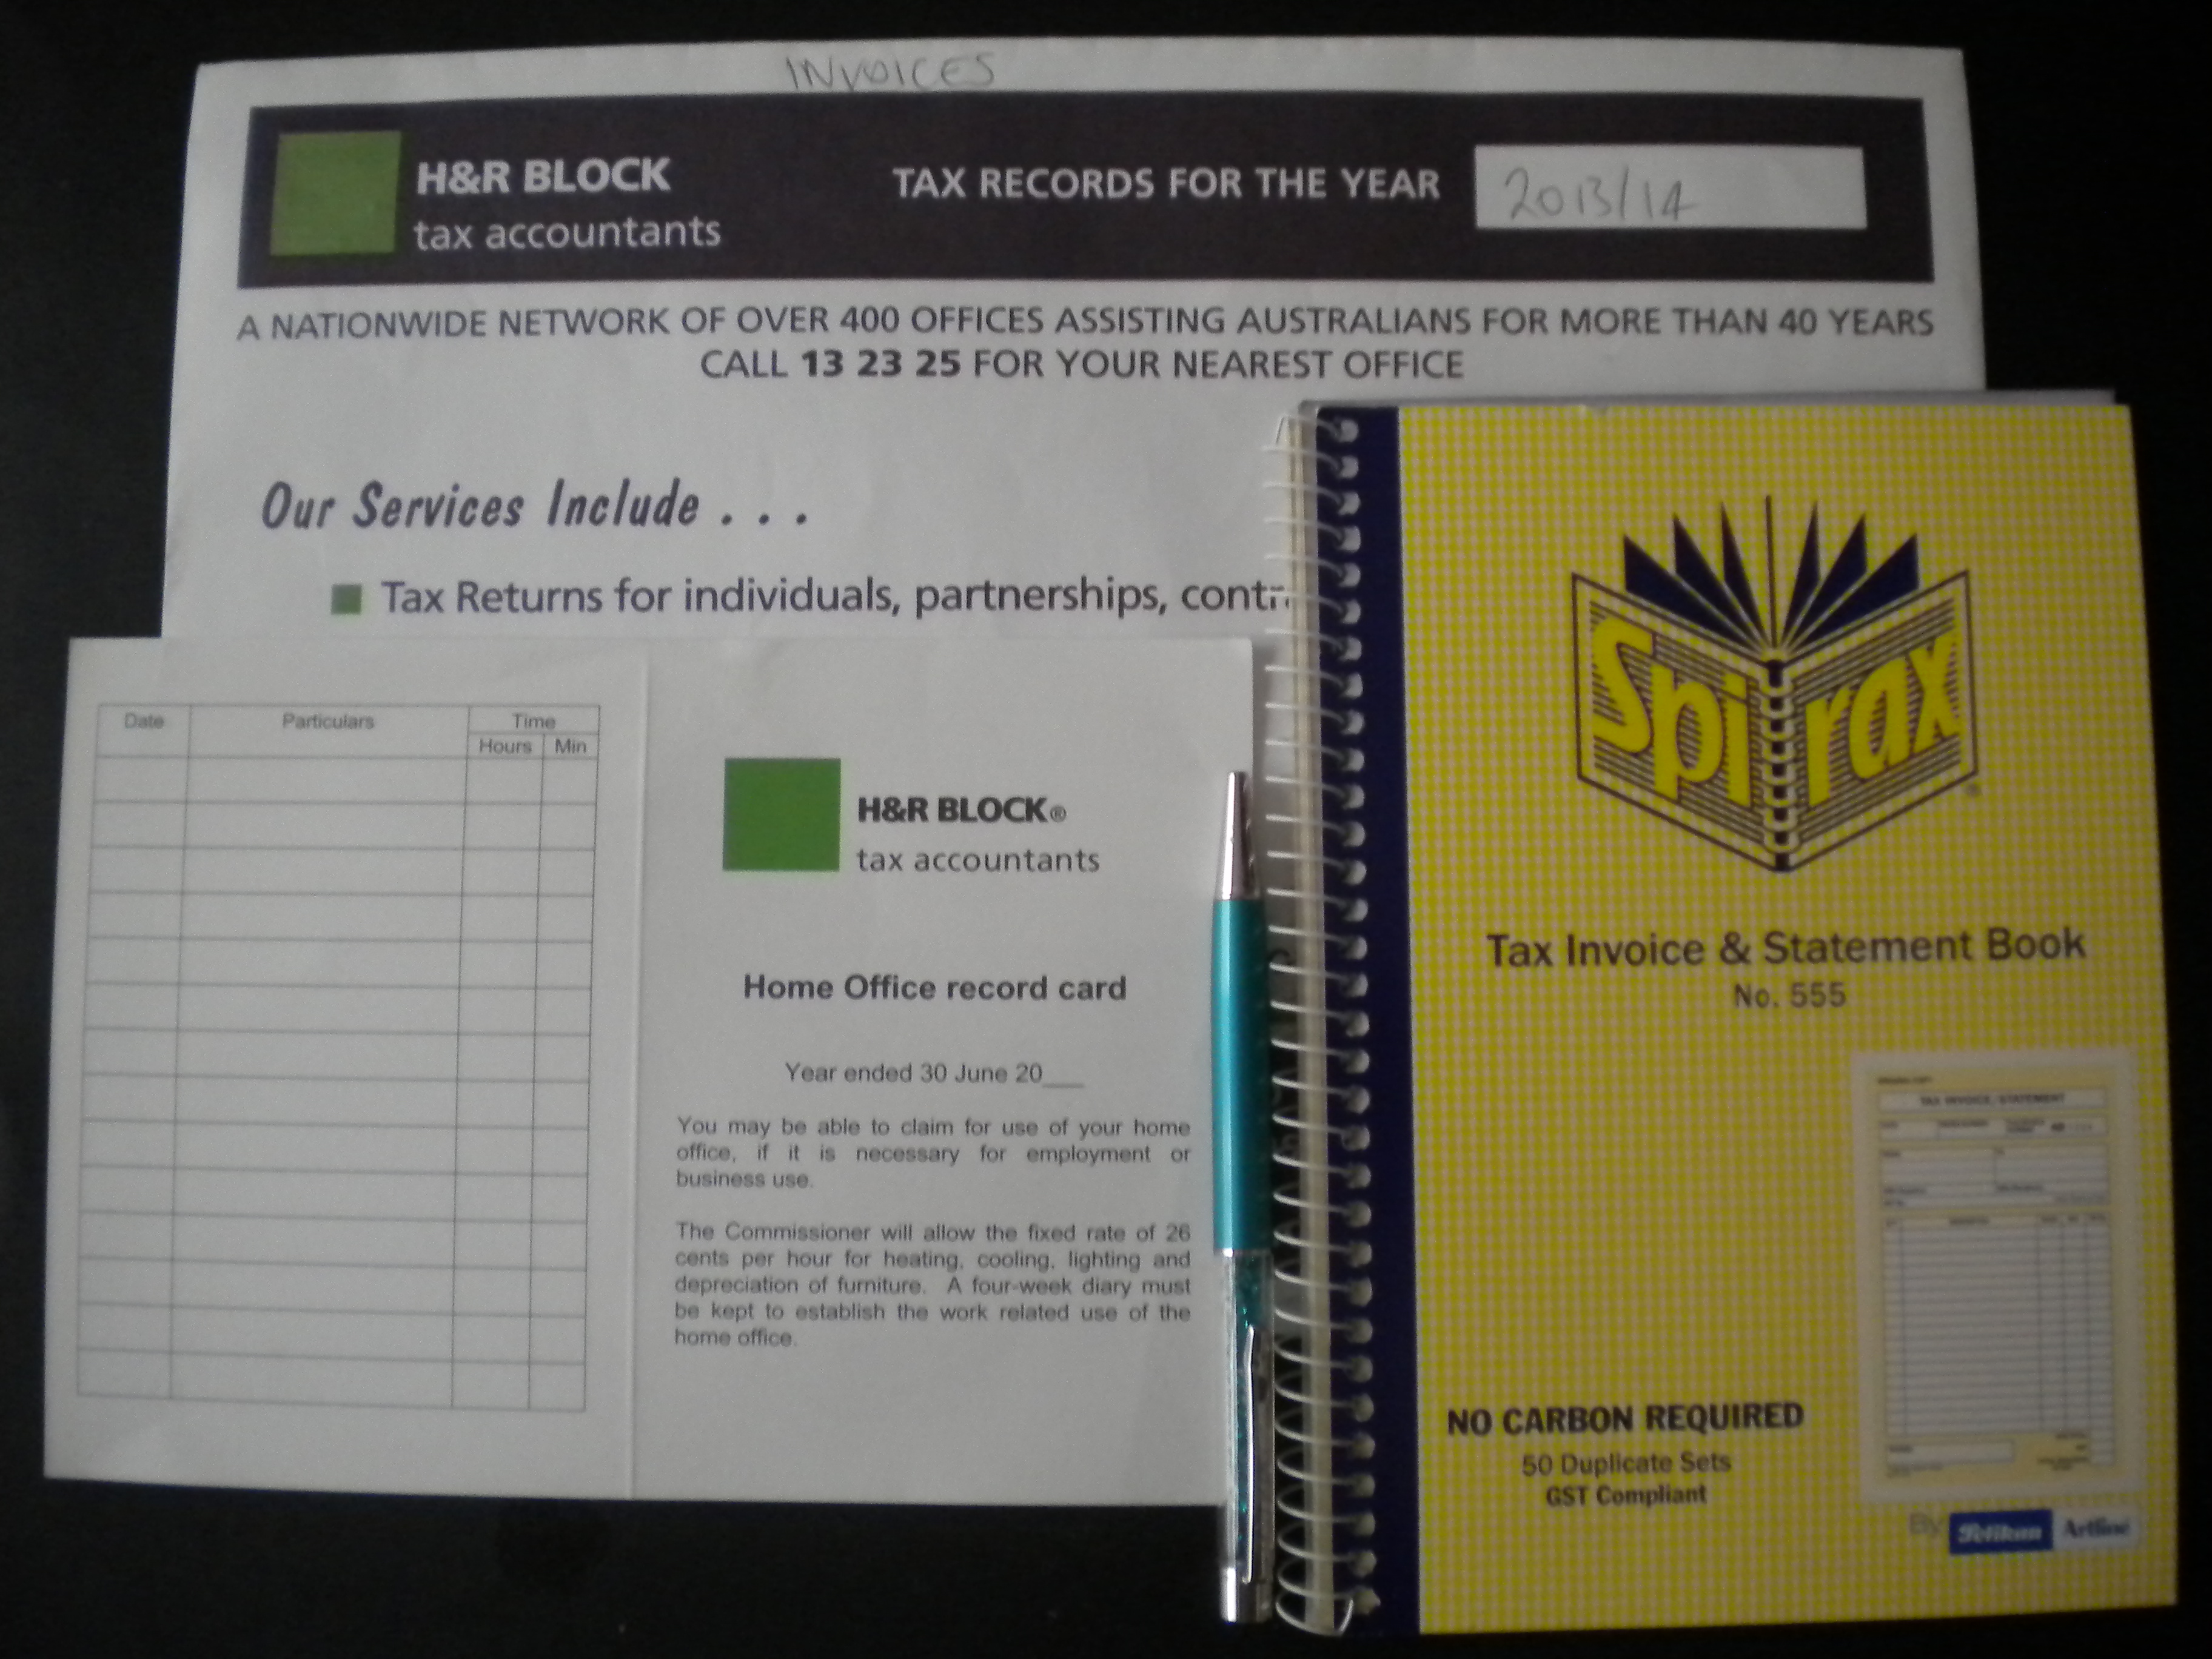 INVOICES
H&R BLOCK
tax accountants
TAX RECORDS FOR THE YEAR
2013/14
A NATIONWIDE NETWORK OF OVER 400 OFFICES ASSISTING AUSTRALIANS FOR MORE THAN 40 YEARS
CALL 13 23 25 FOR YOUR NEAREST OFFICE
Our Services Include . . .
Tax Returns for individuals, partnerships,
Date Particulars Time
Hours Min
H&R BLOCK®
tax accountants
Home Office record card
Year ended 30 June 20___
You may be able to claim for use of your home
office, if it is necessary for employment or
business use.
The Commissioner will allow the fixed rate of 26
cents per hour for heating, cooling, lighting and
depreciation of furniture. A four-week diary must
be kept to establish the work related use of the
home office.
Spirax
Tax Invoice & Statement Book
No. 555
TAX INVOICE/STATEMENT
NO CARBON REQUIRED
50 Duplicate Sets
GST Compliant
By Pelikan Artline